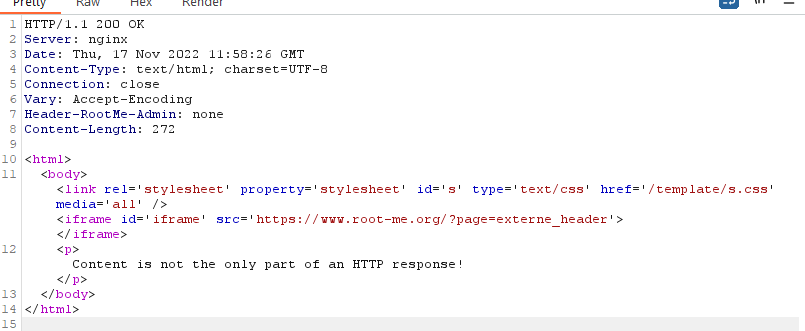 Pretty Raw Hex Render
1 HTTP/1.1 200 OK
2 Server: nginx
3 Date: Thu, 17 Nov 2022 11:58:26 GMT
4 Content-Type: text/html; charset=UTF-8
5 Connection: close
6 Vary: Accept-Encoding
7 Header-RootMe-Admin: none
8 Content-Length: 272
9
10 <html>
11 <body>
<link rel='stylesheet' property='stylesheet' id='s' type='text/css' href='/template/s.css'
media='all' />
<iframe id='iframe' src='https://www.root-me.org/?page=externe_header'>
</iframe>
12 <p>
Content is not the only part of an HTTP response!
</p>
13 </body>
14 </html>
15